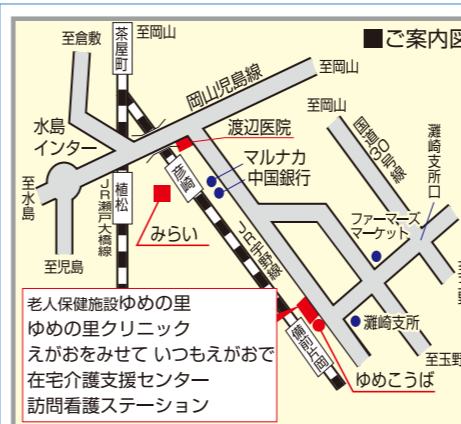 ■ご案内図
至倉敷
茶屋町
至岡山
岡山児島線
至岡山
水島
インター
渡辺医院
至岡山
国道30号線
灘崎支所口
彦崎
マルナカ
中国銀行
至水島
植松
JR瀬戸大橋線
みらい
JR宇野線
ファーマーズ
マーケット
至児島
老人保健施設ゆめの里
ゆめの里クリニック
えがおをみせて いつもえがおで
在宅介護支援センター
訪問看護ステーション
灘崎支所
備前片岡
ゆめこうば
至玉野